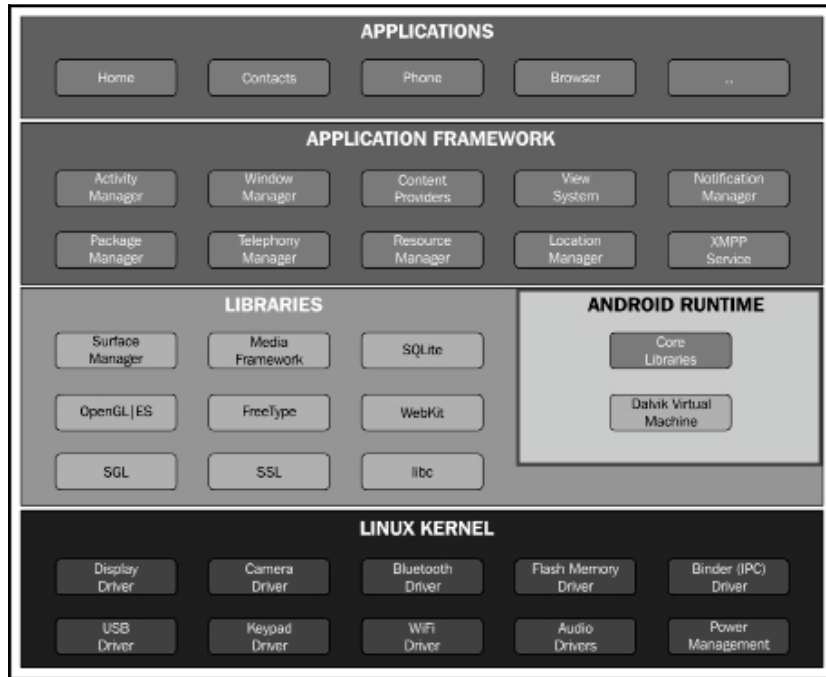 APPLICATIONS
Home
Contacts
Phone
Browser
..
APPLICATION FRAMEWORK
Activity
Manager
Window
Manager
Content
Providers
View
System
Notification
Manager
Package
Manager
Telephony
Manager
Resource
Manager
Location
Manager
XMPP
Service
LIBRARIES
Surface
Manager
Media
Framework
SQLite
OpenGL|ES
FreeType
WebKit
SGL
SSL
libc
ANDROID RUNTIME
Core
Libraries
Dalvik Virtual
Machine
LINUX KERNEL
Display
Driver
Camera
Driver
Bluetooth
Driver
Flash Memory
Driver
Binder (IPC)
Driver
USB
Driver
Keypad
Driver
WiFi
Driver
Audio
Drivers
Power
Management